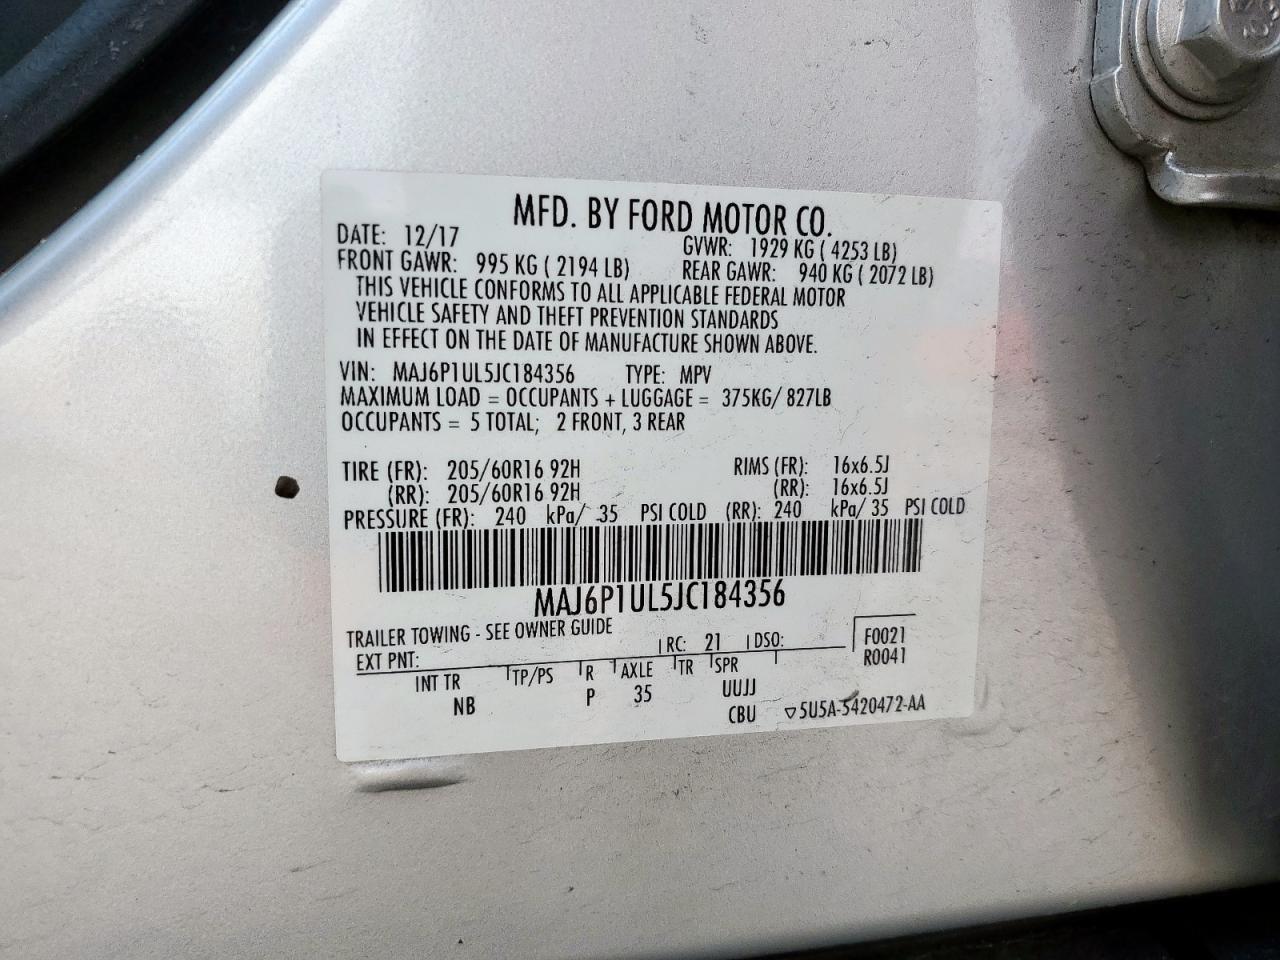 MFD. BY FORD MOTOR CO.
DATE: 12/17 GVWR: 1929 KG ( 4253 LB)
FRONT GAWR: 995 KG ( 2194 LB) REAR GAWR: 940 KG ( 2072 LB)
THIS VEHICLE CONFORMS TO ALL APPLICABLE FEDERAL MOTOR
VEHICLE SAFETY AND THEFT PREVENTION STANDARDS
IN EFFECT ON THE DATE OF MANUFACTURE SHOWN ABOVE.
VIN: MAJ6P1UL5JC184356 TYPE: MPV
MAXIMUM LOAD = OCCUPANTS + LUGGAGE = 375KG/ 827LB
OCCUPANTS = 5 TOTAL; 2 FRONT, 3 REAR
TIRE (FR): 205/60R16 92H RIMS (FR): 16x6.5J
(RR): 205/60R16 92H (RR): 16x6.5J
PRESSURE (FR): 240 kPa/ 35 PSI COLD (RR): 240 kPa/ 35 PSI COLD
MAJ6P1UL5JC184356
TRAILER TOWING - SEE OWNER GUIDE
EXT PNT: RC: 21 DSO: F0021
R0041
INT TR TP/PS R AXLE TR SPR
NB P 35 UUJJ
CBU ▽5U5A-5420472-AA